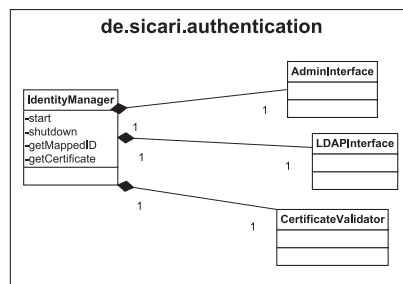 de.sicari.authentication
AdminInterface
IdentityManager
-start
-shutdown
-getMappedID
-getCertificate
1
1
LDAPInterface
1
1
CertificateValidator
1
1